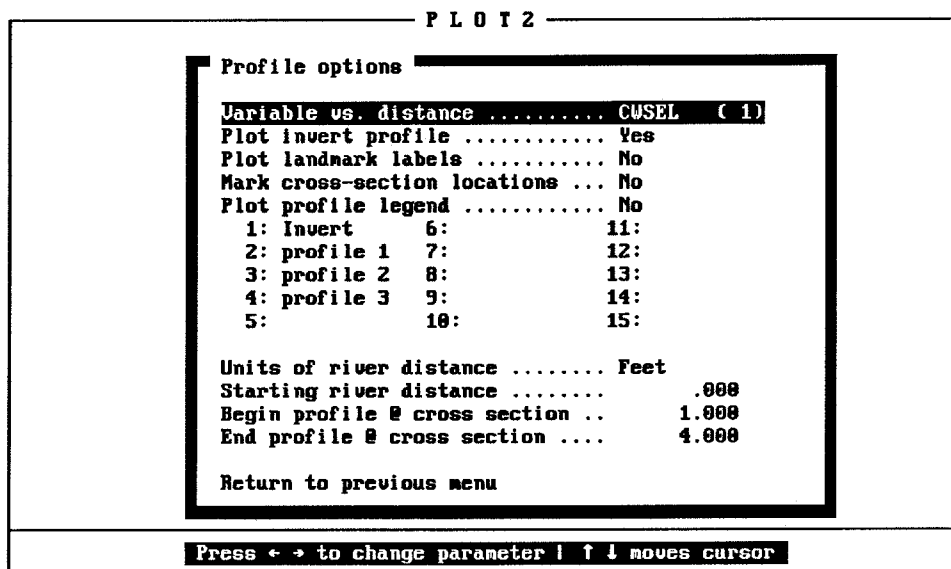 PLOT2
Profile options
Variable vs. distance .......... CWSEL ( 1)
Plot invert profile ............ Yes
Plot landmark labels ........... No
Mark cross-section locations ... No
Plot profile legend ............ No
1: Invert 6: 11:
2: profile 1 7: 12:
3: profile 2 8: 13:
4: profile 3 9: 14:
5: 10: 15:
Units of river distance ........ Feet
Starting river distance ........ .000
Begin profile @ cross section .. 1.000
End profile @ cross section .... 4.000
Return to previous menu
Press ← → to change parameter | ↑ ↓ moves cursor